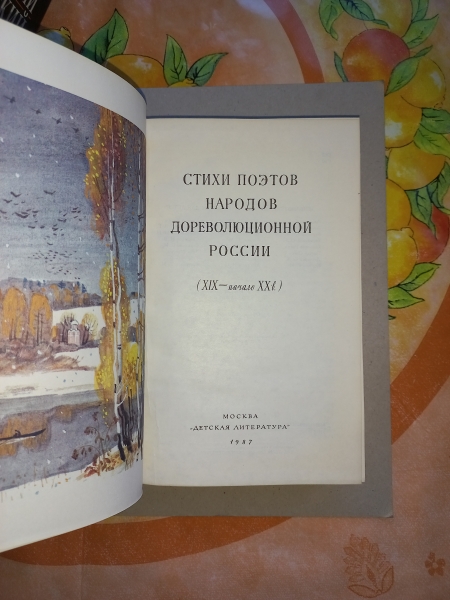 СТИХИ ПОЭТОВ
НАРОДОВ
ДОРЕВОЛЮЦИОННОЙ
РОССИИ
(XIX—начало XX в)
МОСКВА
"ДЕТСКАЯ ЛИТЕРАТУРА"
1987